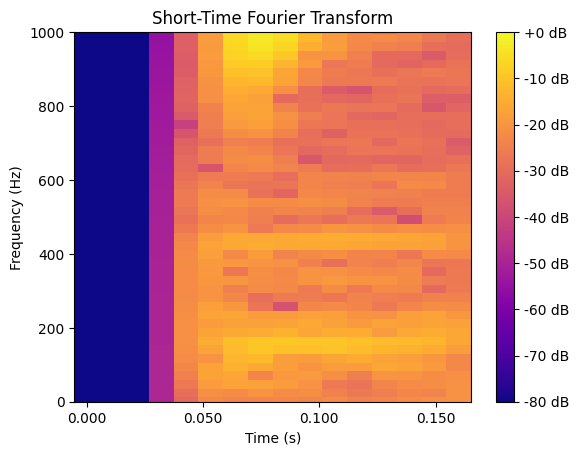 Short-Time Fourier Transform
Frequency (Hz)
1000
800
600
400
200
0
0.000
0.050
0.100
0.150
Time (s)
+0 dB
-10 dB
-20 dB
-30 dB
-40 dB
-50 dB
-60 dB
-70 dB
-80 dB